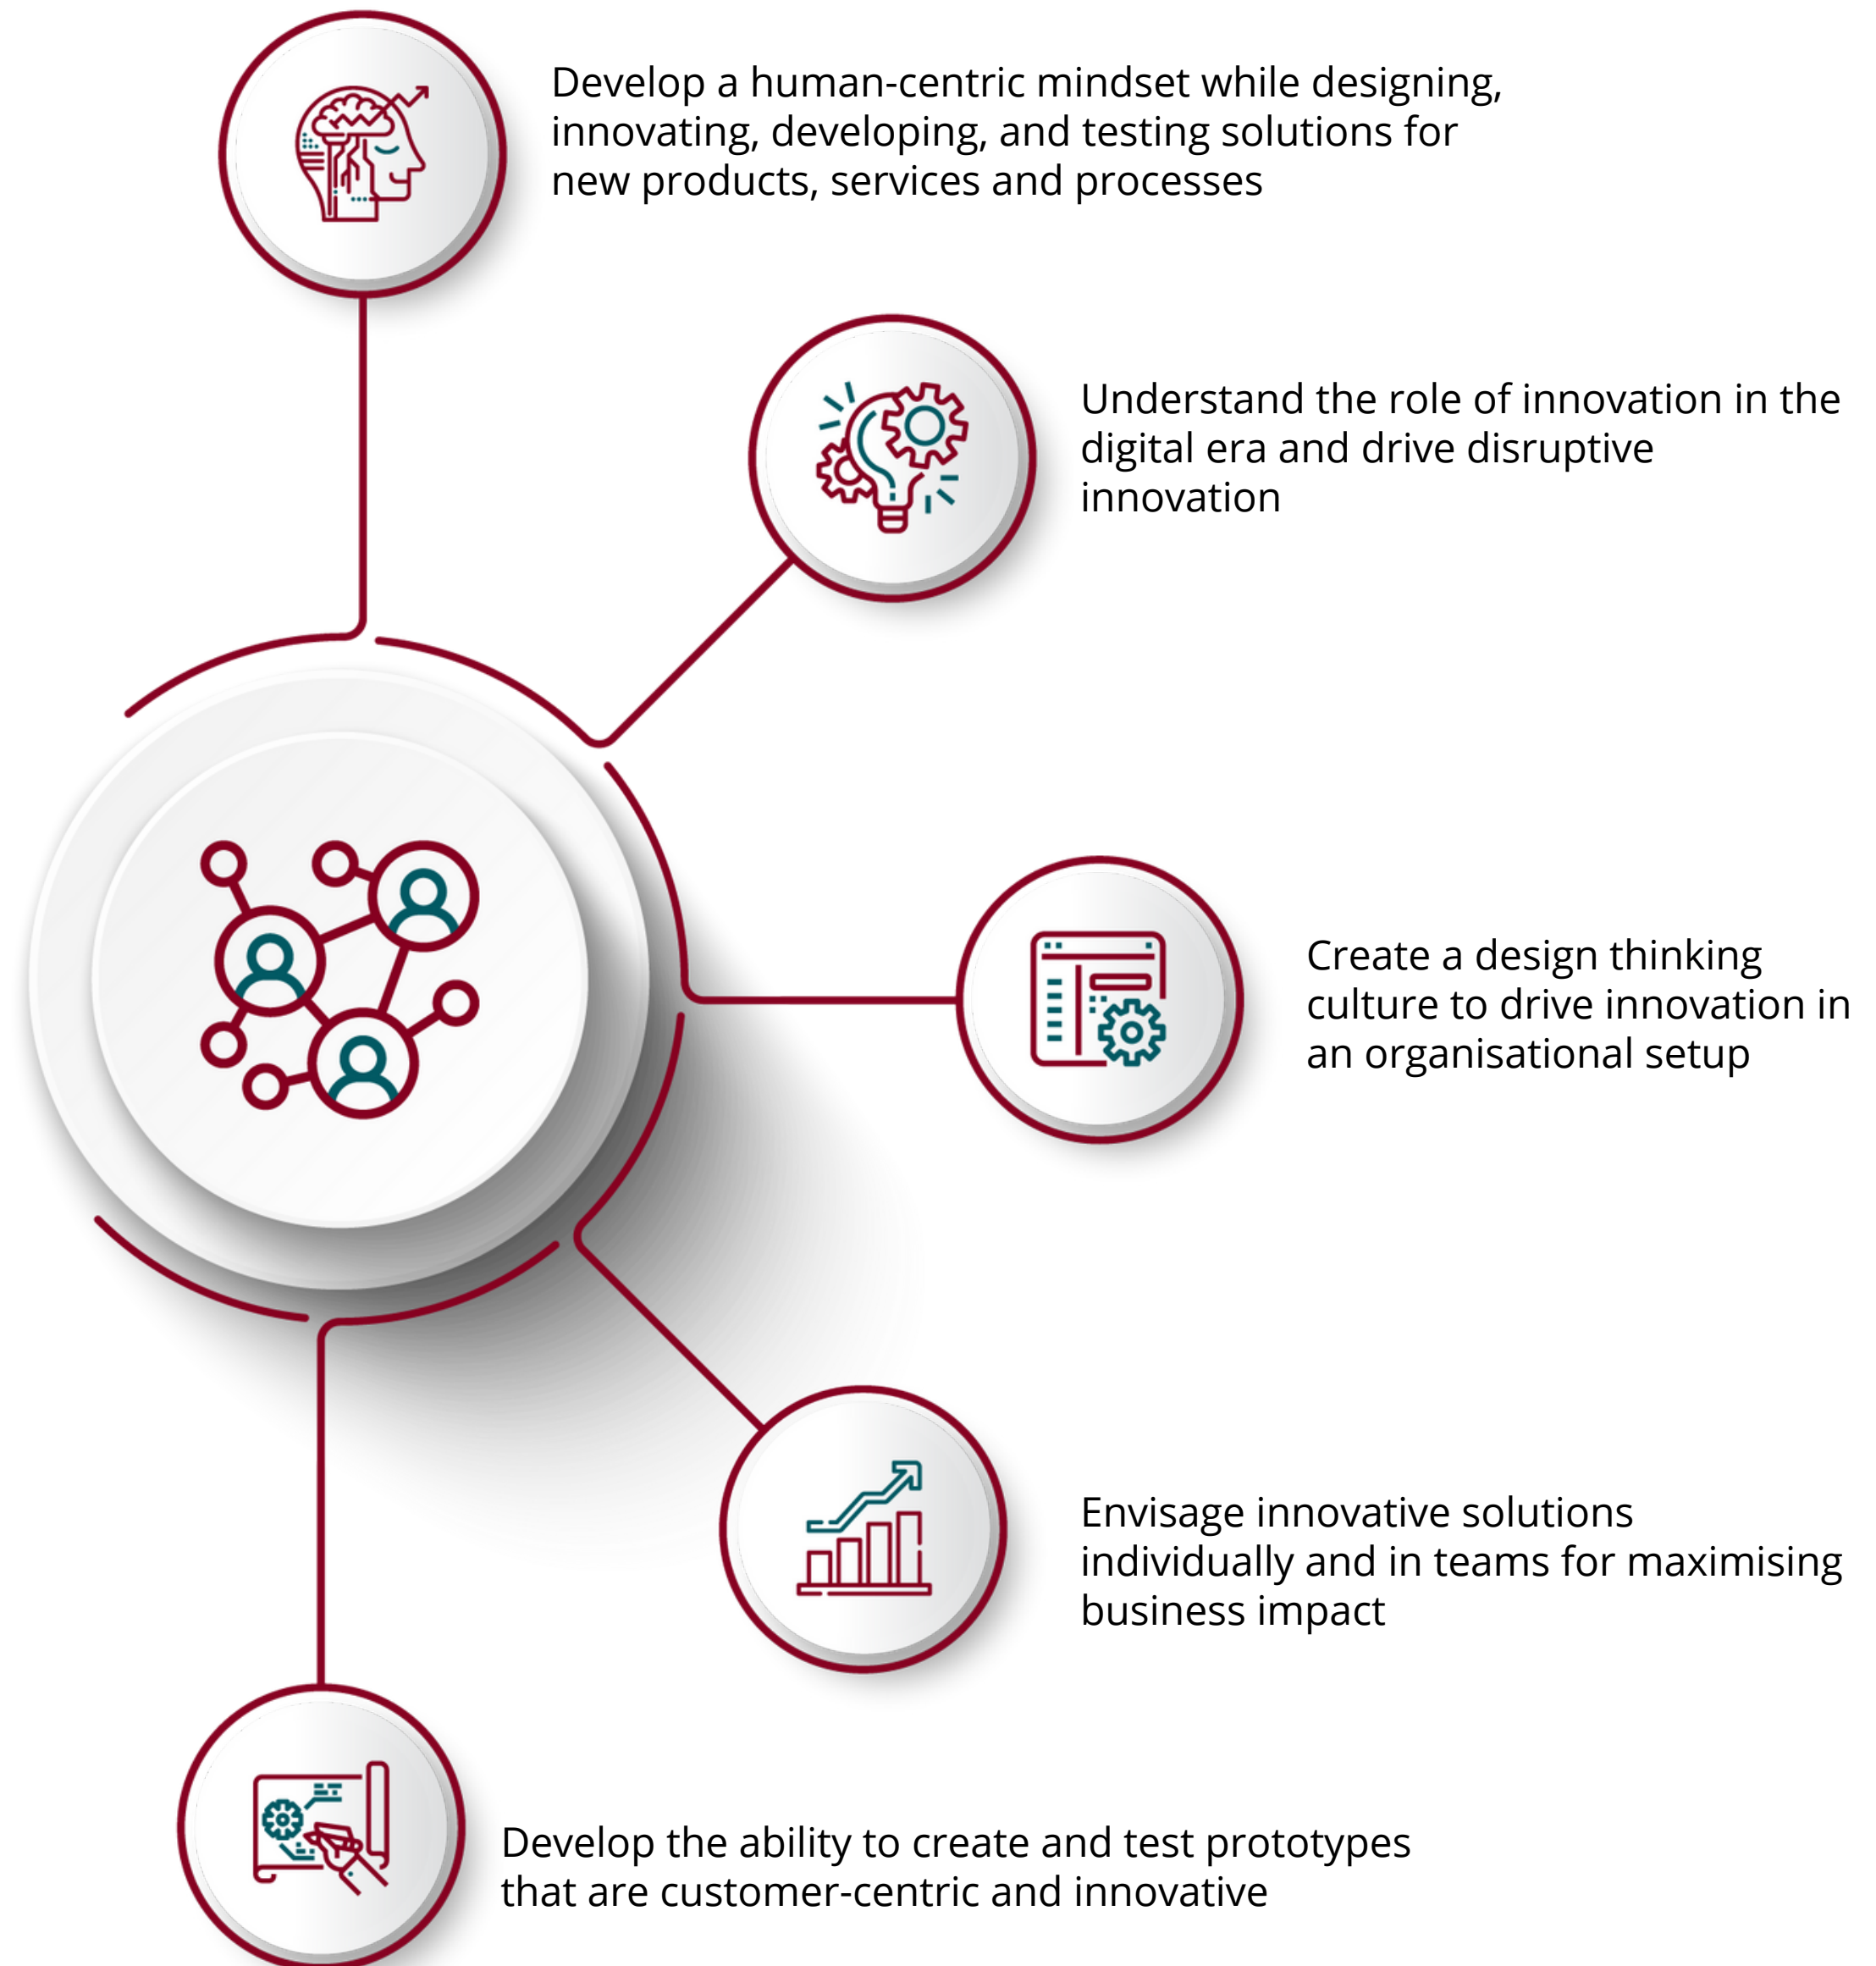 Develop a human-centric mindset while designing,
innovating, developing, and testing solutions for
new products, services and processes
Understand the role of innovation in the
digital era and drive disruptive
innovation
Create a design thinking
culture to drive innovation in
an organisational setup
Envisage innovative solutions
individually and in teams for maximising
business impact
Develop the ability to create and test prototypes
that are customer-centric and innovative